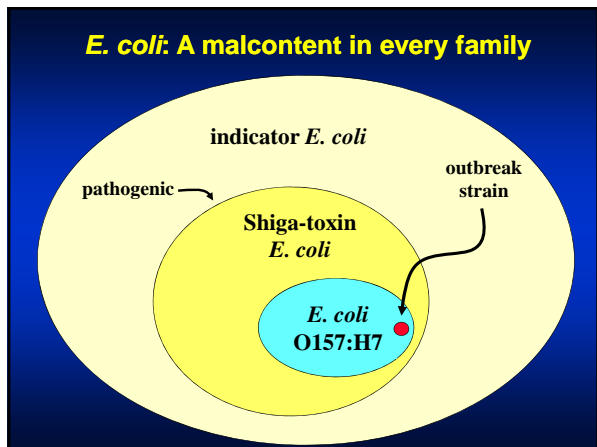 E. coli: A malcontent in every family
indicator E. coli
pathogenic
outbreak
strain
Shiga-toxin
E. coli
E. coli
O157:H7